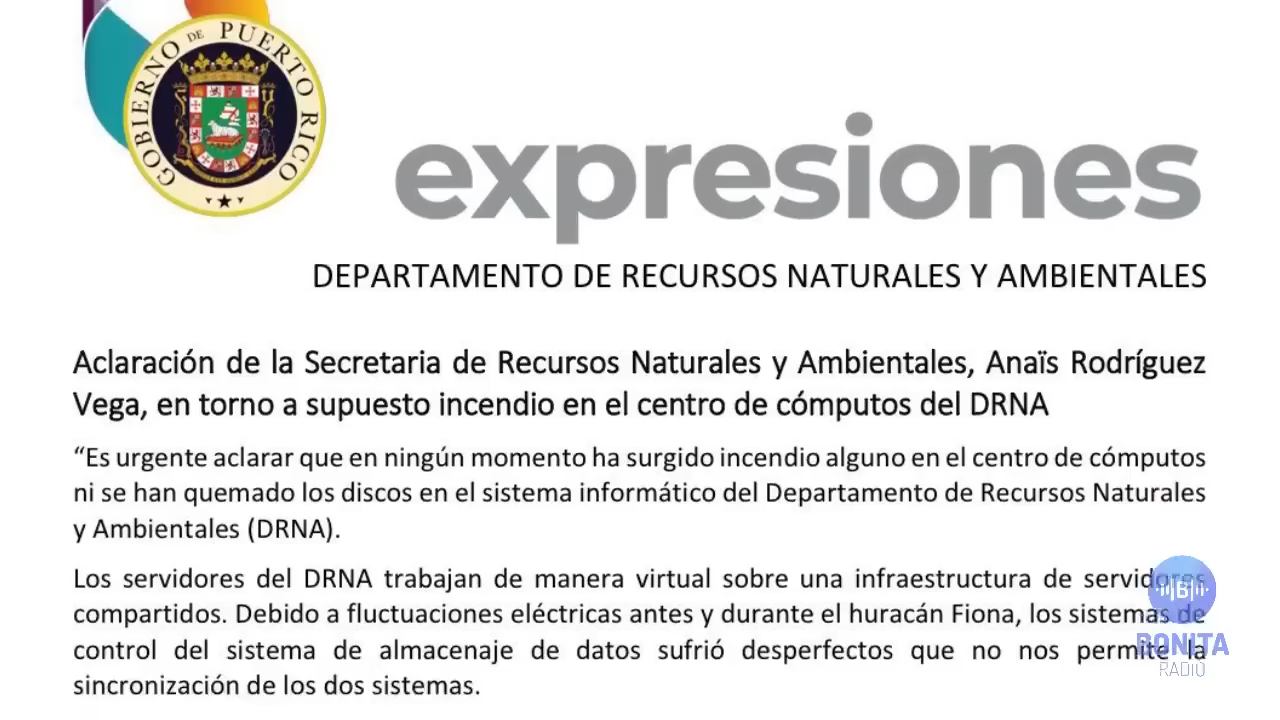 GOBIERNO DE PUERTO RICO
expresiones
DEPARTAMENTO DE RECURSOS NATURALES Y AMBIENTALES
Aclaración de la Secretaria de Recursos Naturales y Ambientales, Anaïs Rodríguez
Vega, en torno a supuesto incendio en el centro de cómputos del DRNA
“Es urgente aclarar que en ningún momento ha surgido incendio alguno en el centro de cómputos
ni se han quemado los discos en el sistema informático del Departamento de Recursos Naturales
y Ambientales (DRNA).
Los servidores del DRNA trabajan de manera virtual sobre una infraestructura de servidores
compartidos. Debido a fluctuaciones eléctricas antes y durante el huracán Fiona, los sistemas de
control del sistema de almacenaje de datos sufrió desperfectos que no nos permite la
sincronización de los dos sistemas.
B
BONITA
RADIO